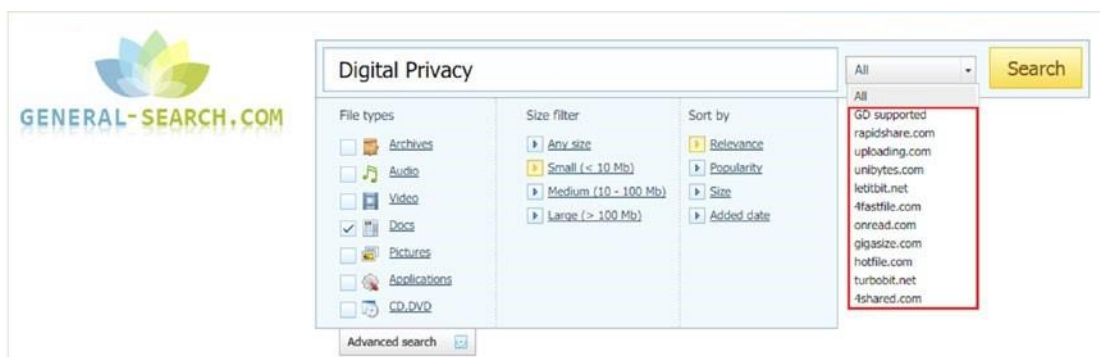 GENERAL-SEARCH.COM
Digital Privacy
All
Search
File types
Archives
Audio
Video
Docs
Pictures
Applications
CD,DVD
Size filter
Any size
Small (< 10 Mb)
Medium (10 - 100 Mb)
Large (> 100 Mb)
Sort by
Relevance
Popularity
Size
Added date
All
GD supported
rapidshare.com
uploading.com
unibytes.com
letitbit.net
4fastfile.com
onread.com
gigasize.com
hotfile.com
turbobit.net
4shared.com
Advanced search